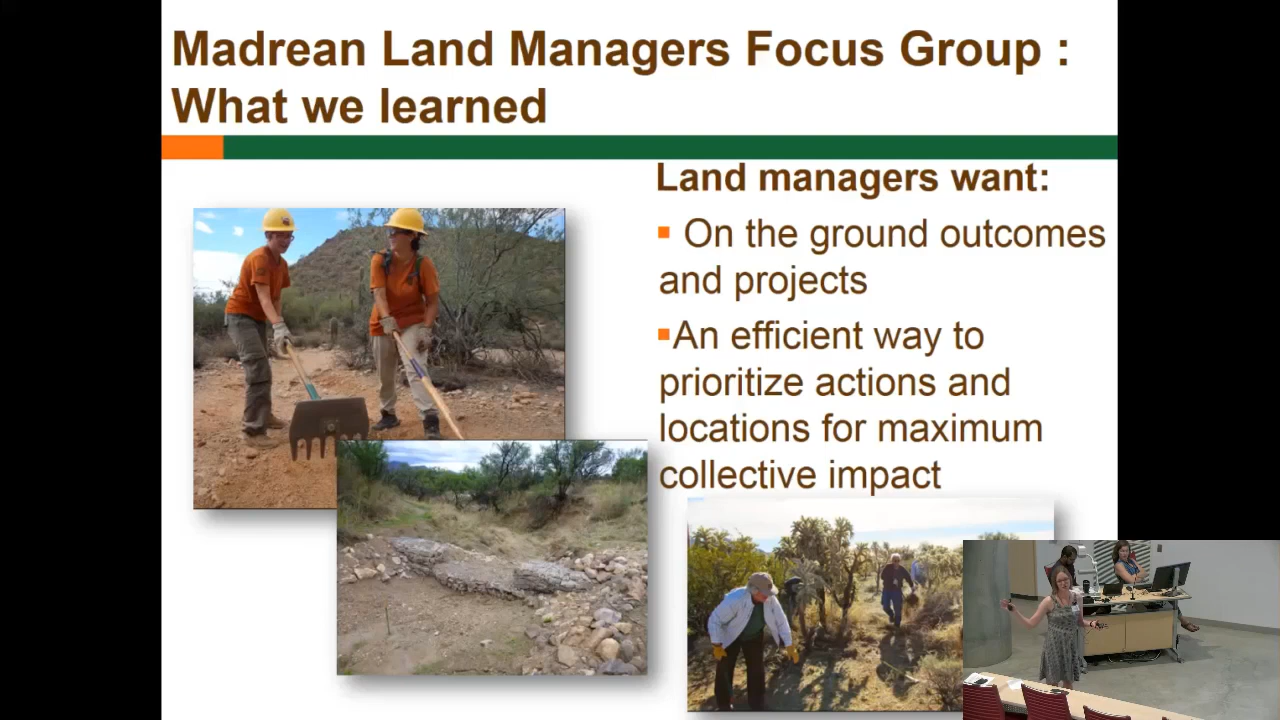 Madrean Land Managers Focus Group :
What we learned
Land managers want:
▪ On the ground outcomes
and projects
▪An efficient way to
prioritize actions and
locations for maximum
collective impact